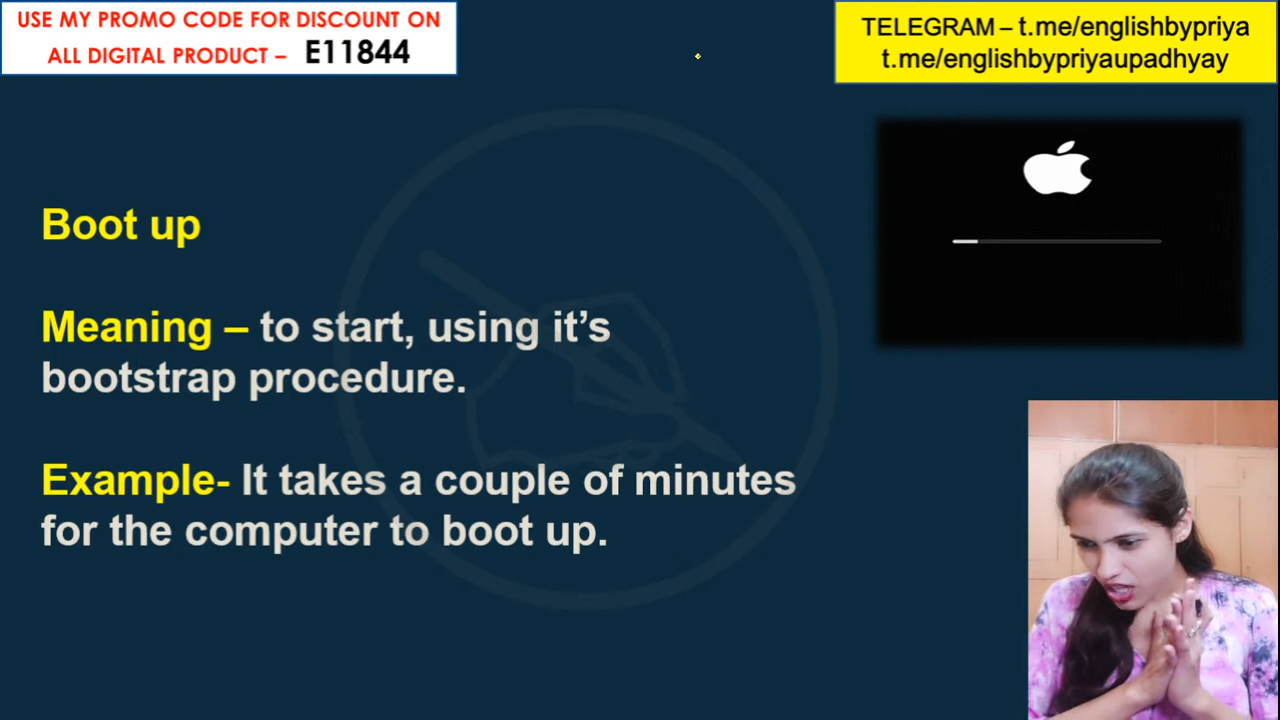 USE MY PROMO CODE FOR DISCOUNT ON
ALL DIGITAL PRODUCT – E11844
TELEGRAM – t.me/englishbypriya
t.me/englishbypriyaupadhyay
Boot up
Meaning – to start, using it’s
bootstrap procedure.
Example- It takes a couple of minutes
for the computer to boot up.